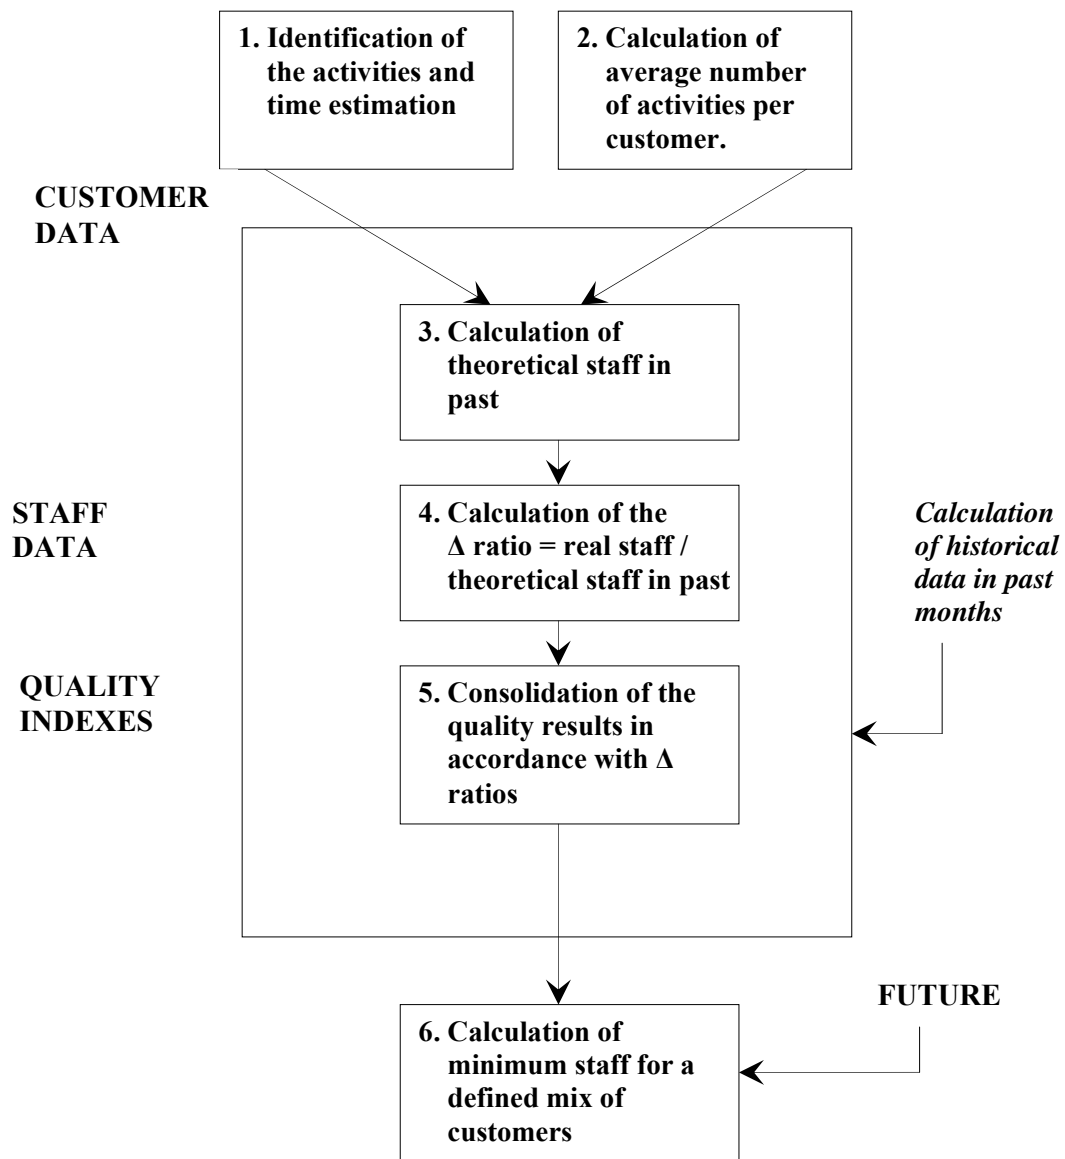 1. Identification of
the activities and
time estimation
2. Calculation of
average number
of activities per
customer.
CUSTOMER
DATA
3. Calculation of
theoretical staff in
past
STAFF
DATA
4. Calculation of the
Δ ratio = real staff /
theoretical staff in past
Calculation
of historical
data in past
months
QUALITY
INDEXES
5. Consolidation of the
quality results in
accordance with Δ
ratios
FUTURE
6. Calculation of
minimum staff for a
defined mix of
customers